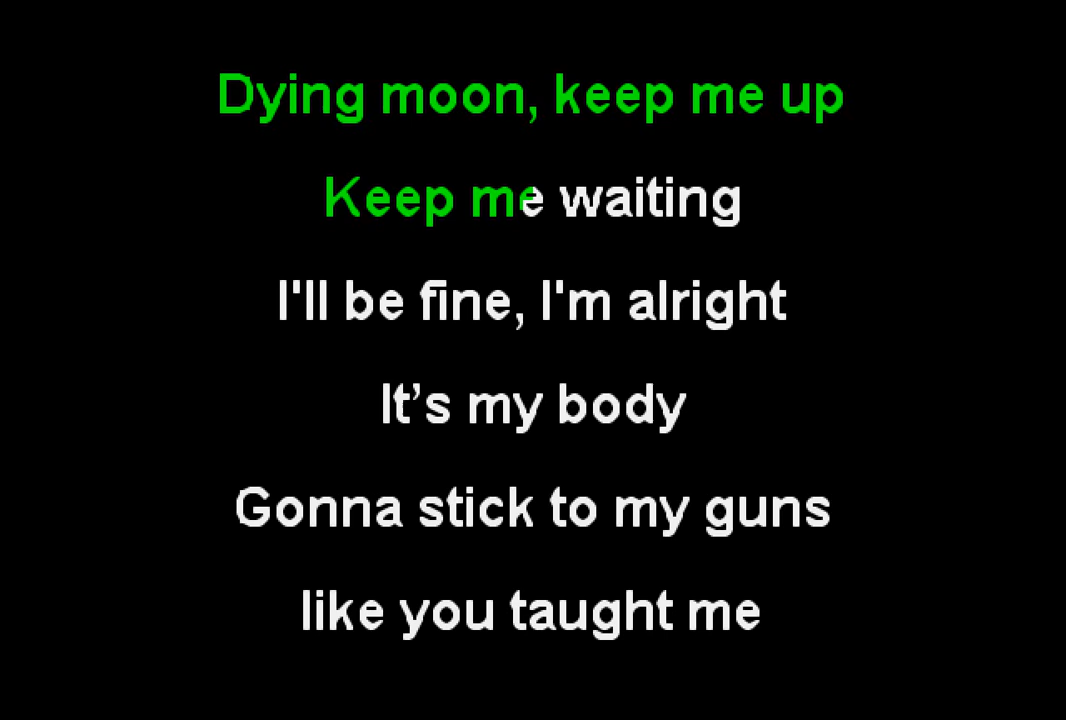 Dying moon, keep me up
Keep me waiting
I'll be fine, I'm alright
It’s my body
Gonna stick to my guns
like you taught me